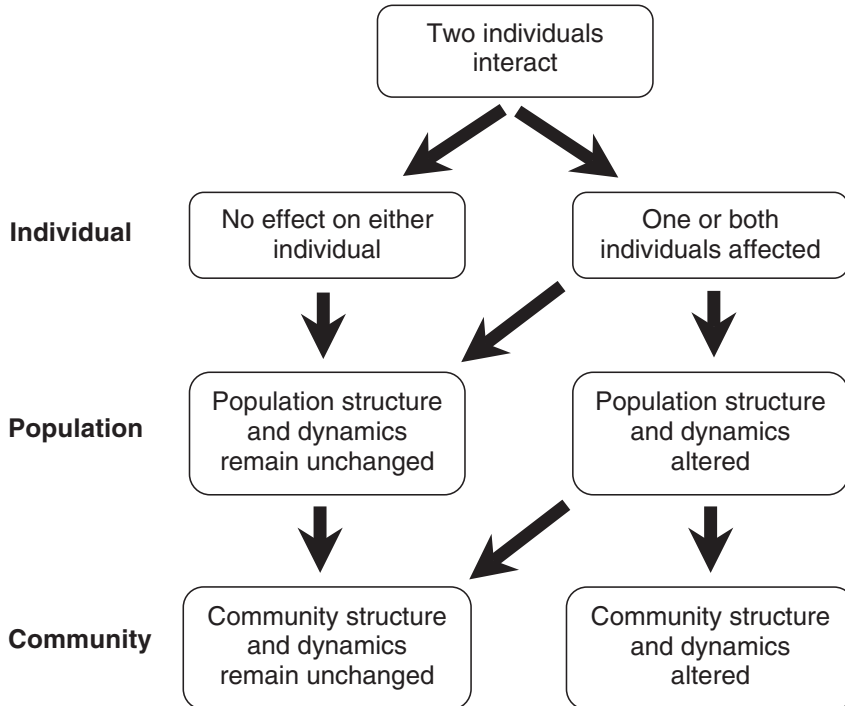 Two individuals
interact
Individual
No effect on either
individual
One or both
individuals affected
Population
Population structure
and dynamics
remain unchanged
Population structure
and dynamics
altered
Community
Community structure
and dynamics
remain unchanged
Community structure
and dynamics
altered